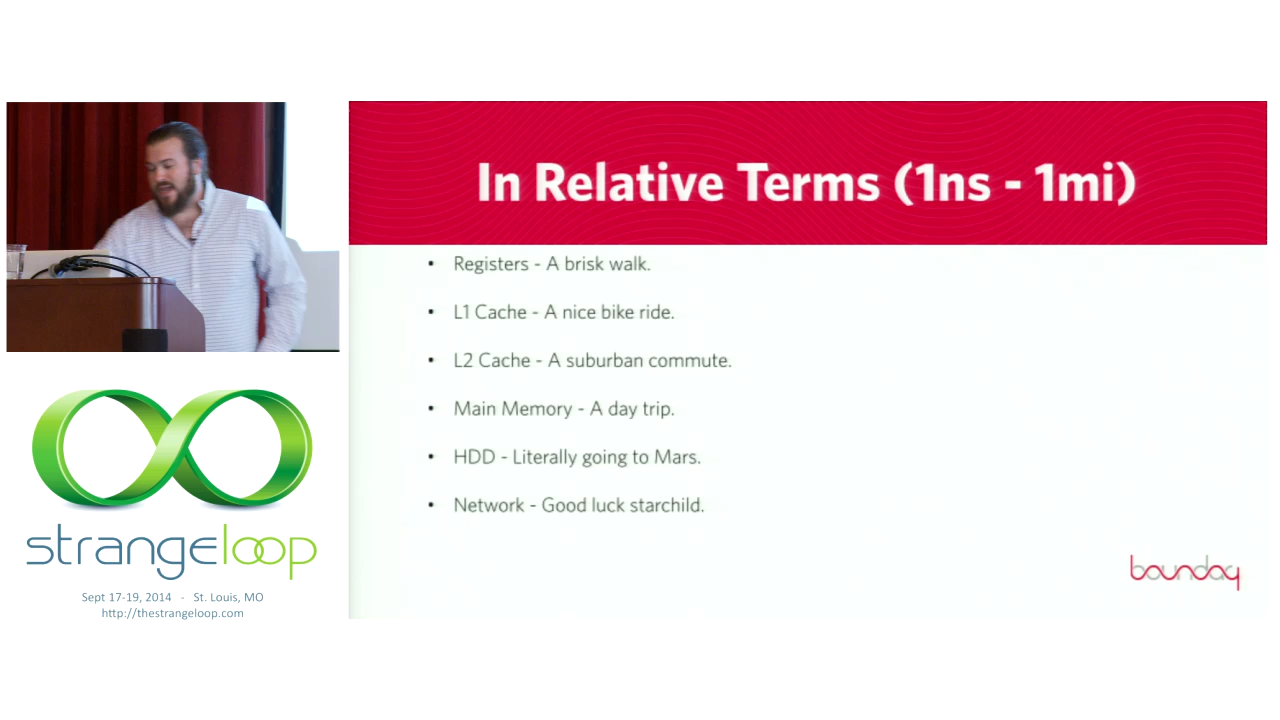 In Relative Terms (1ns - 1mi)
• Registers - A brisk walk.
• L1 Cache - A nice bike ride.
• L2 Cache - A suburban commute.
• Main Memory - A day trip.
• HDD - Literally going to Mars.
• Network - Good luck starchild.
boundary
strangeloop
Sept 17-19, 2014 - St. Louis, MO
http://thestrangeloop.com